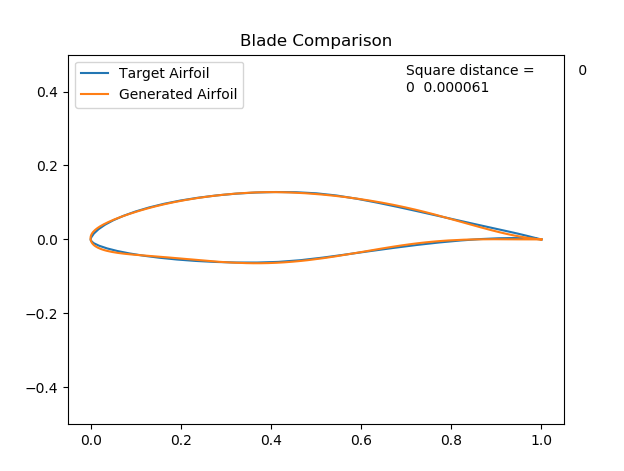 Blade Comparison
Target Airfoil
Generated Airfoil
Square distance =          0
0  0.000061
0.4
0.2
0.0
−0.2
−0.4
0.0 0.2 0.4 0.6 0.8 1.0